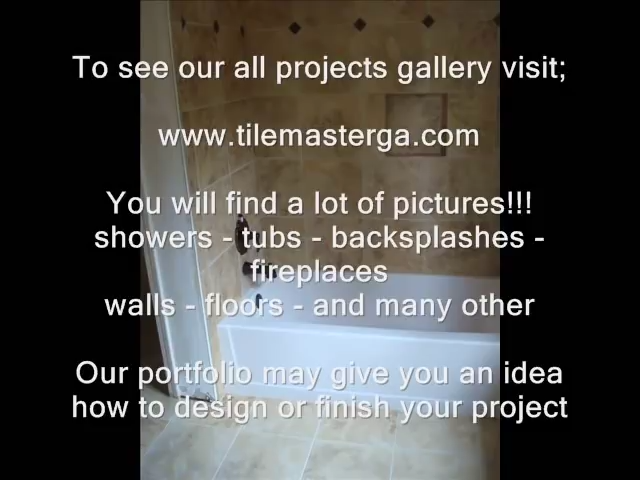 To see our all projects gallery visit;
www.tilemasterga.com
You will find a lot of pictures!!!
showers - tubs - backsplashes -
fireplaces
walls - floors - and many other
Our portfolio may give you an idea
how to design or finish your project